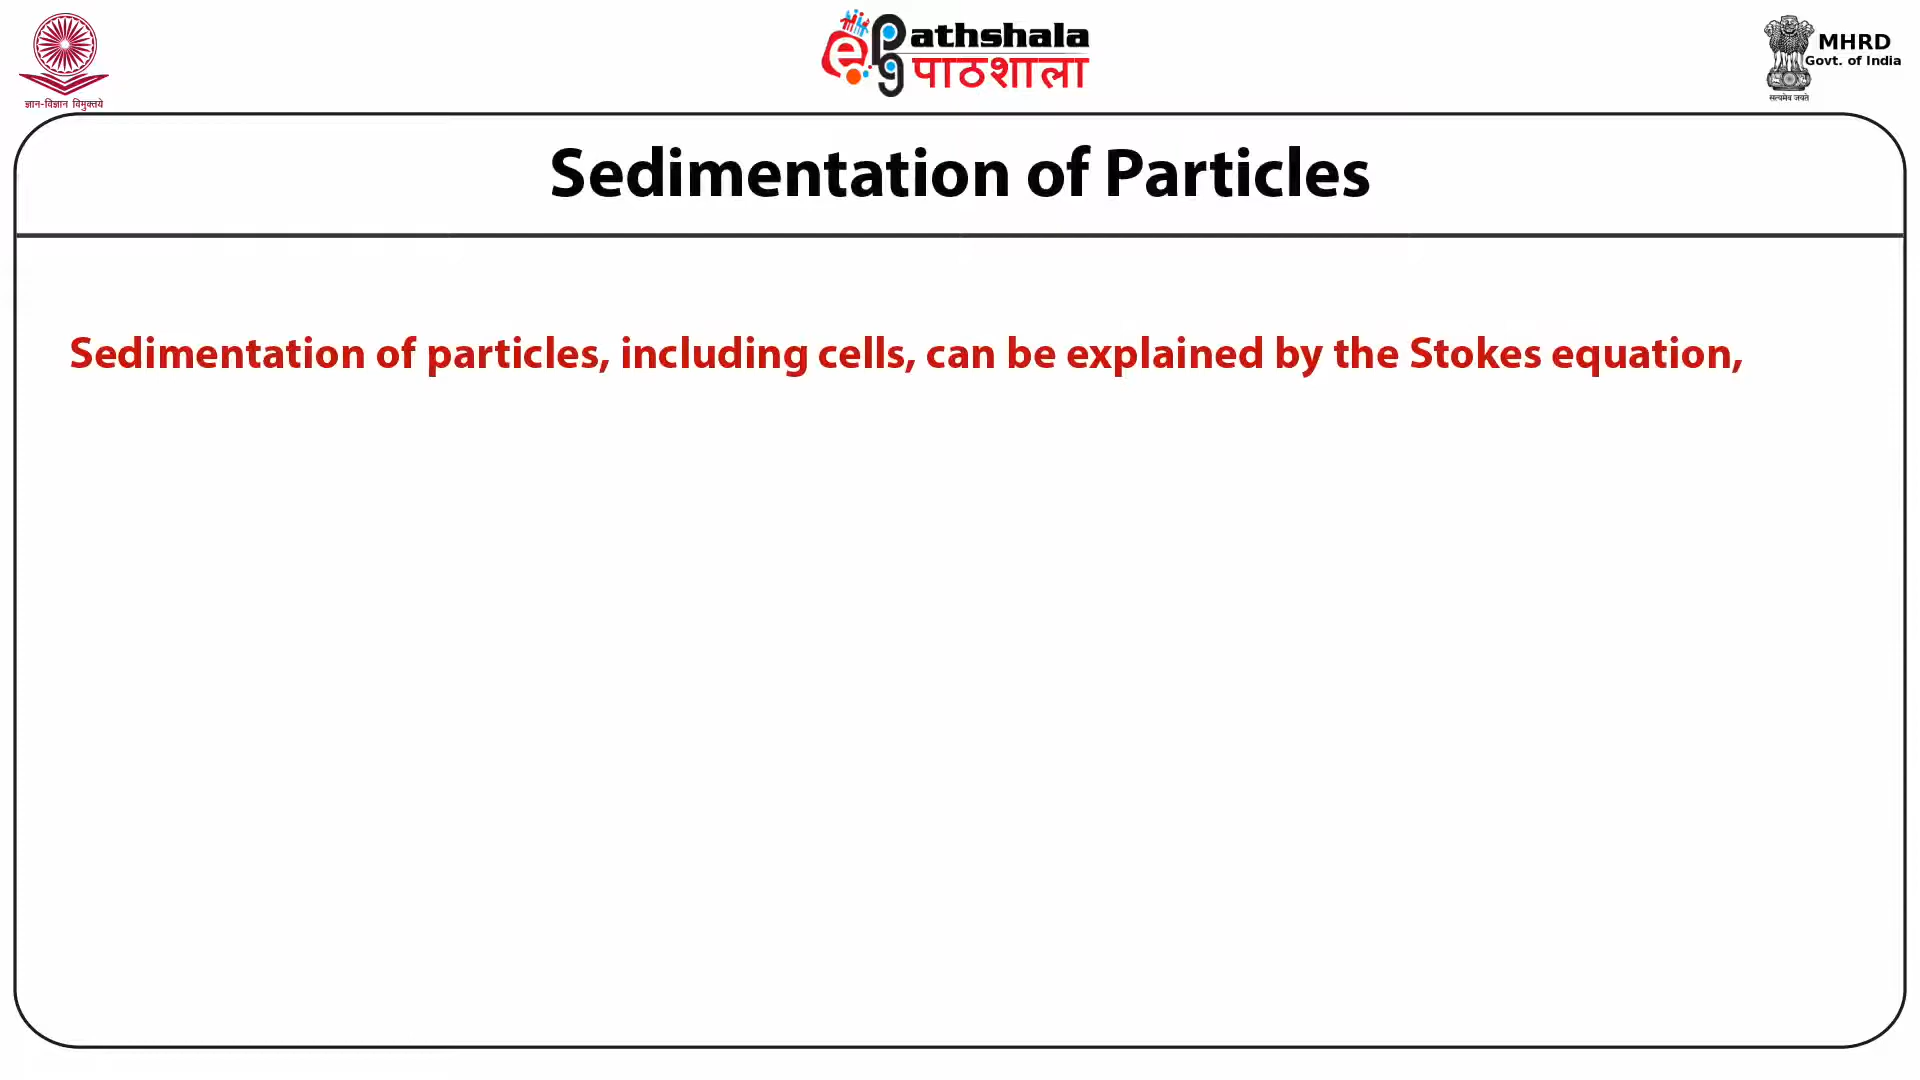 ज्ञान-विज्ञान विमुक्तये
ePathshala
पाठशाला
MHRD
Govt. of India
सत्यमेव जयते
Sedimentation of Particles
Sedimentation of particles, including cells, can be explained by the Stokes equation,